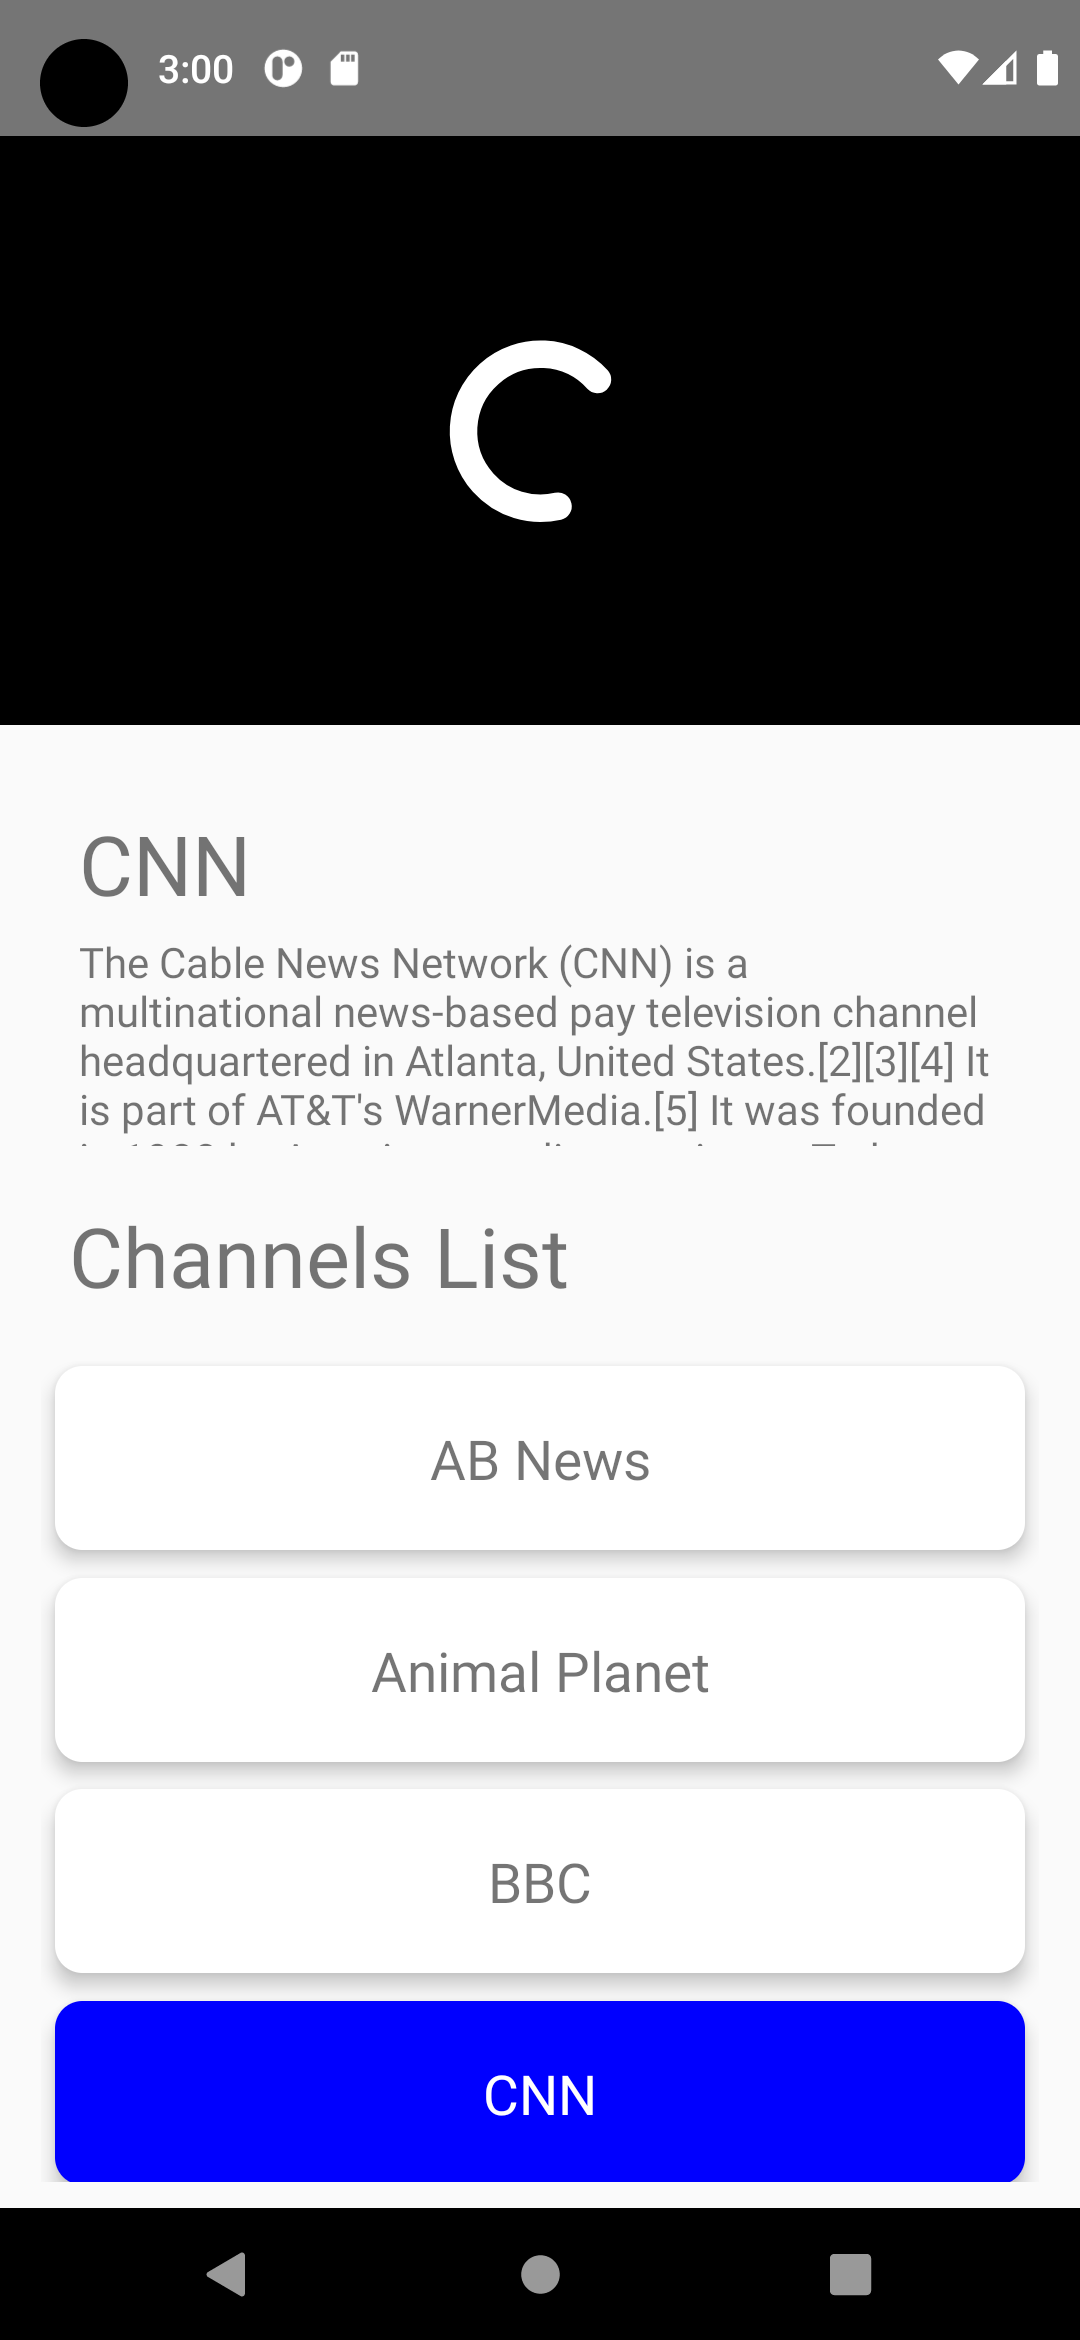 3:00
CNN
The Cable News Network (CNN) is a
multinational news-based pay television channel
headquartered in Atlanta, United States.[2][3][4] It
is part of AT&T's WarnerMedia.[5] It was founded
Channels List
AB News
Animal Planet
BBC
CNN